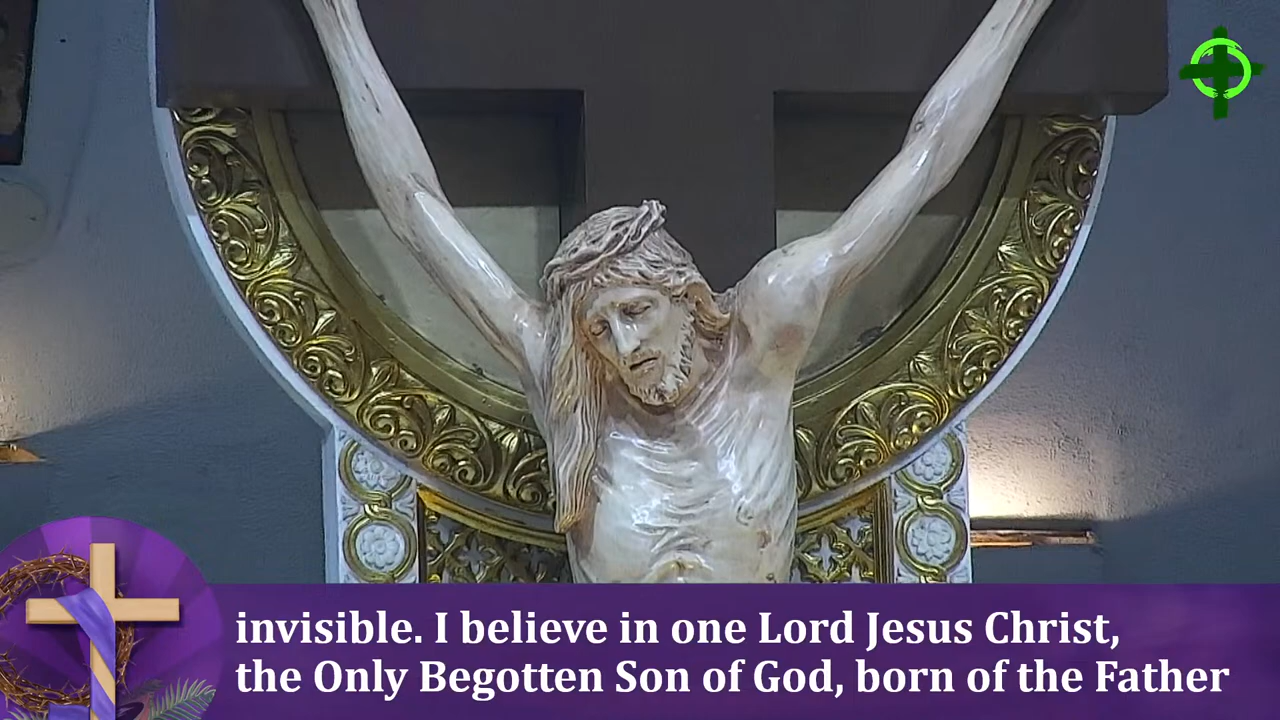 invisible. I believe in one Lord Jesus Christ,
the Only Begotten Son of God, born of the Father